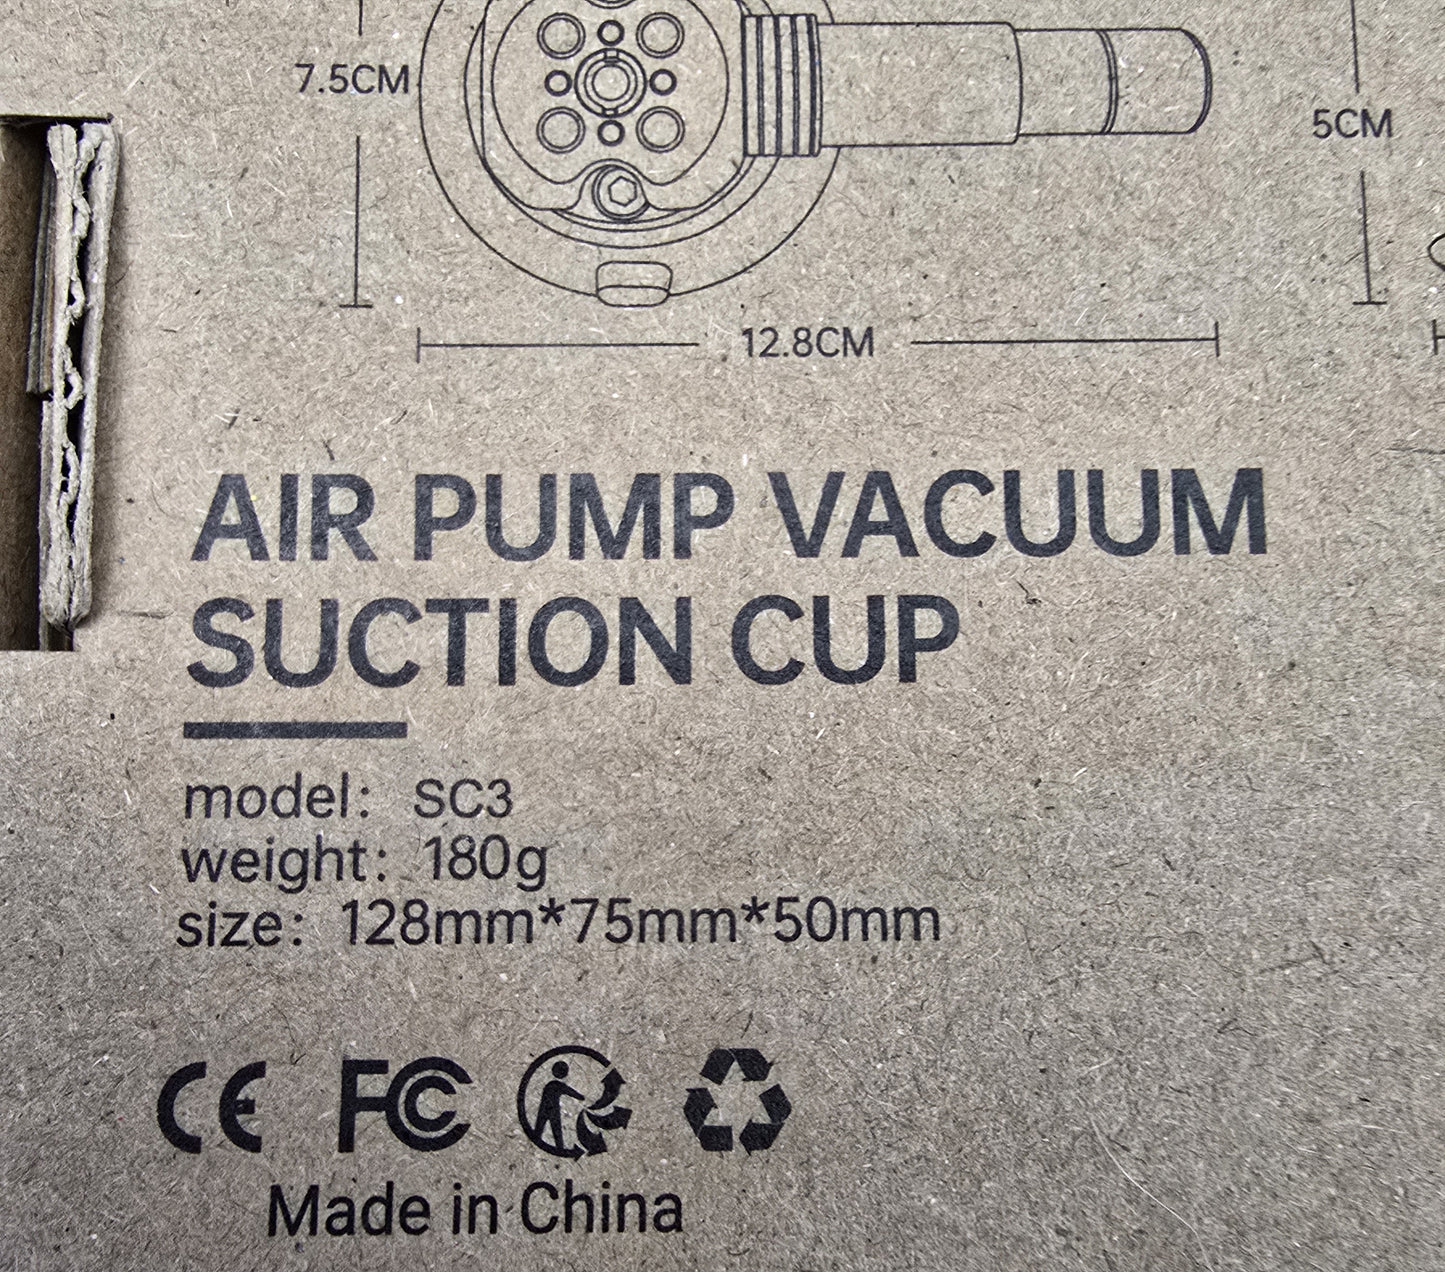 7.5CM
5CM
12.8CM
AIR PUMP VACUUM
SUCTION CUP
model: SC3
weight: 180g
size: 128mm*75mm*50mm
CE FC
Made in China